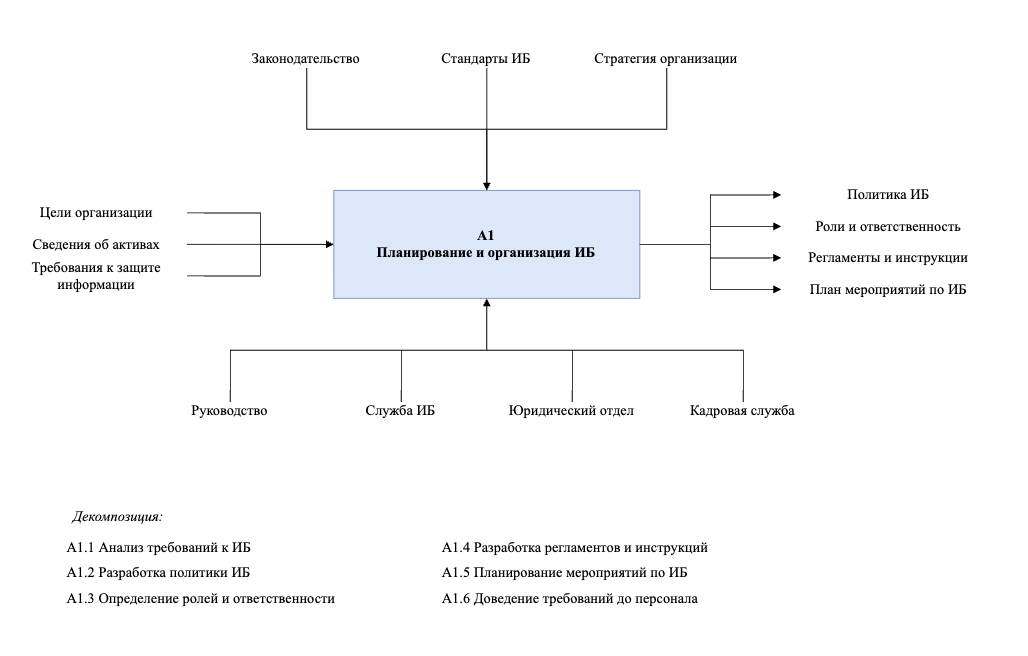 Законодательство
Стандарты ИБ
Стратегия организации
Цели организации
Сведения об активах
Требования к защите
информации
А1
Планирование и организация ИБ
Политика ИБ
Роли и ответственность
Регламенты и инструкции
План мероприятий по ИБ
Руководство
Служба ИБ
Юридический отдел
Кадровая служба
Декомпозиция:
А1.1 Анализ требований к ИБ
А1.2 Разработка политики ИБ
А1.3 Определение ролей и ответственности
А1.4 Разработка регламентов и инструкций
А1.5 Планирование мероприятий по ИБ
А1.6 Доведение требований до персонала